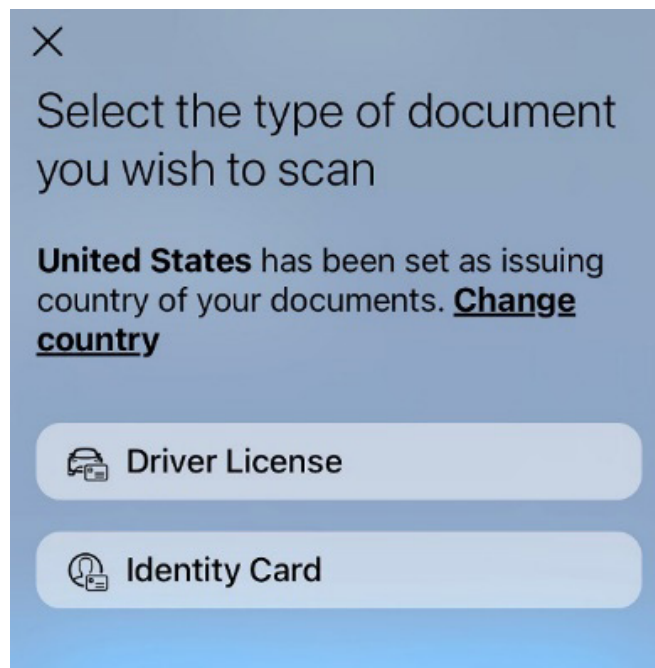 Select the type of document
you wish to scan
United States has been set as issuing
country of your documents. Change
country
Driver License
Identity Card